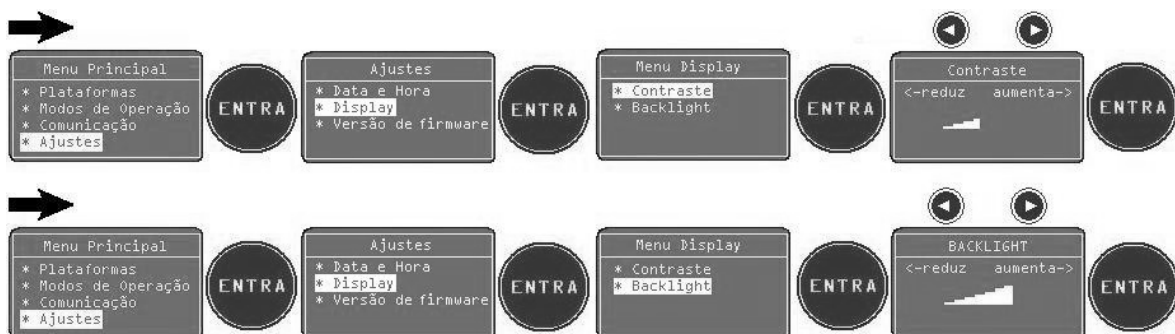 Menu Principal
* Plataformas
* Modos de Operação
* Comunicação
* Ajustes
ENTRA
Ajustes
* Data e Hora
* Display
* Versão de firmware
ENTRA
Menu Display
* Contraste
* Backlight
ENTRA
Contraste
<-reduz aumenta->
ENTRA
Menu Principal
* Plataformas
* Modos de Operação
* Comunicação
* Ajustes
ENTRA
Ajustes
* Data e Hora
* Display
* Versão de firmware
ENTRA
Menu Display
* Contraste
* Backlight
ENTRA
BACKLIGHT
<-reduz aumenta->
ENTRA